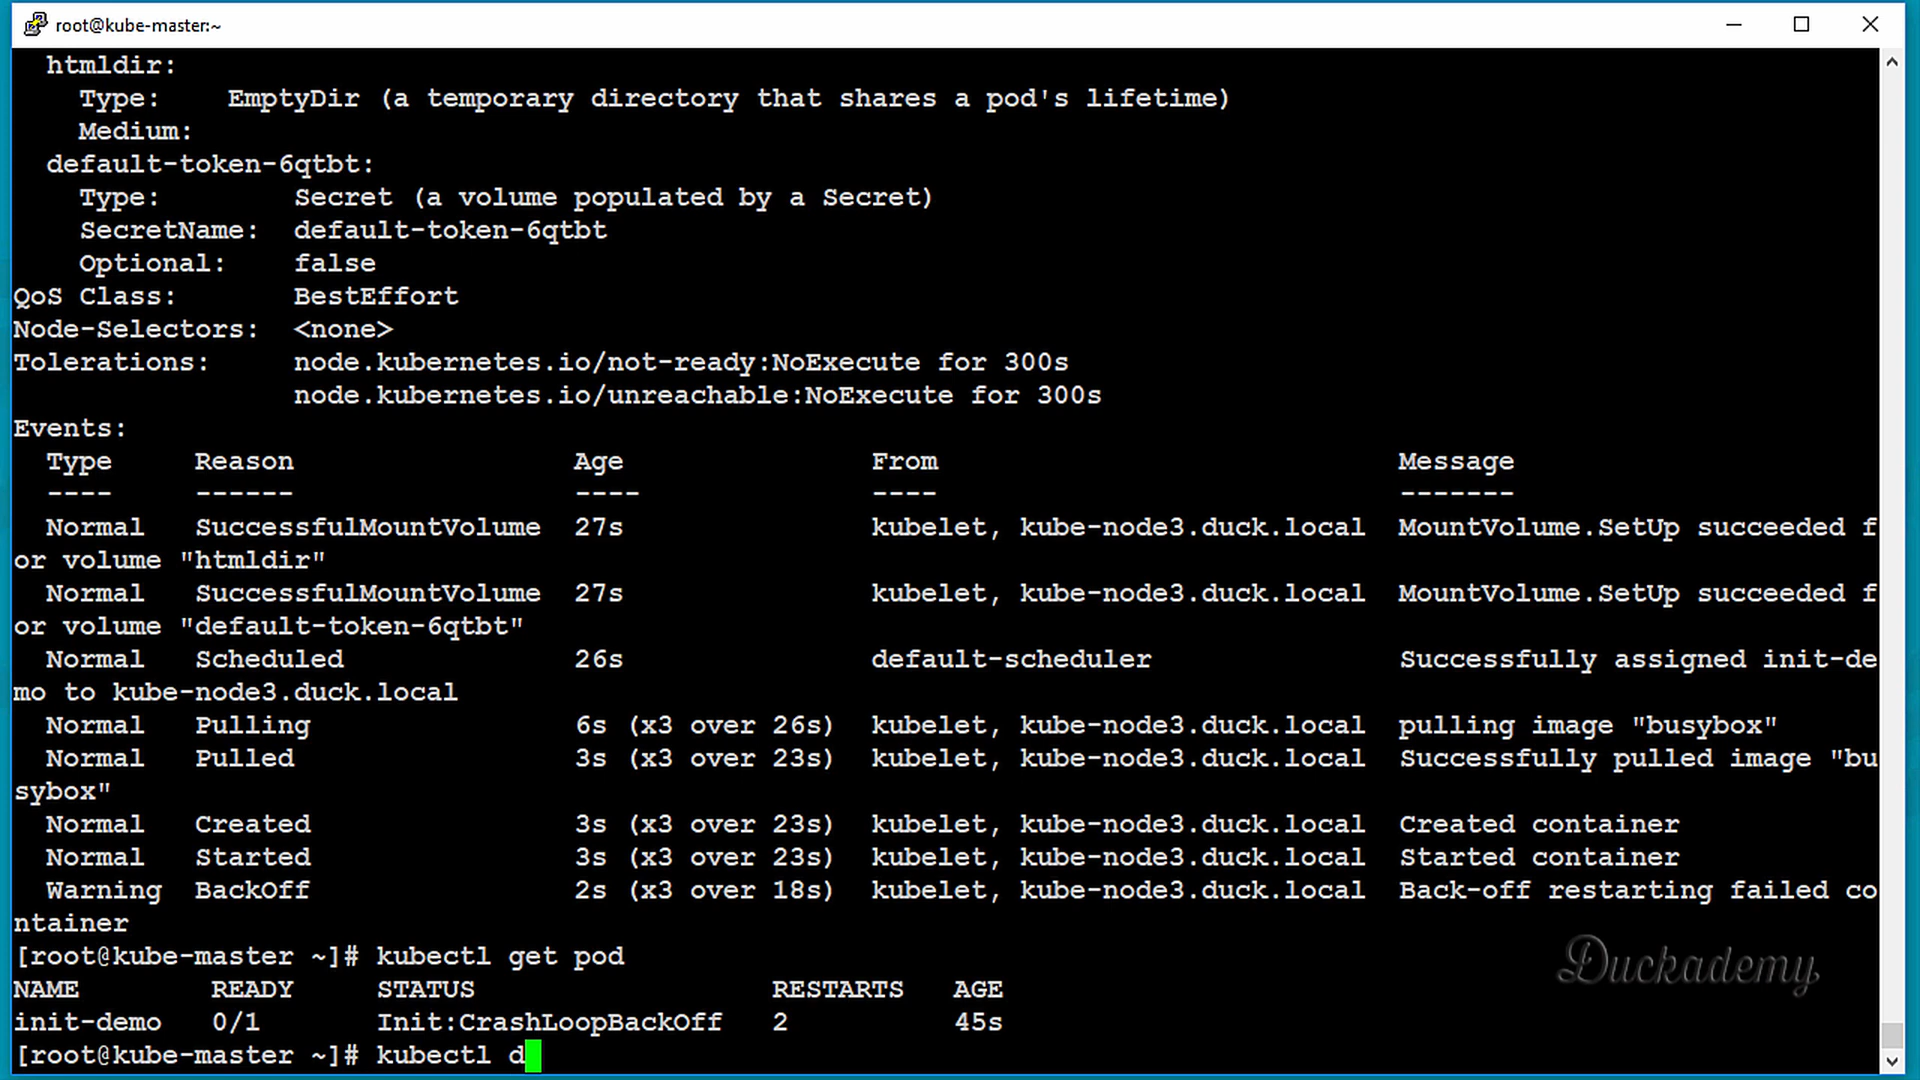 root@kube-master:~
htmldir:
Type: EmptyDir (a temporary directory that shares a pod's lifetime)
Medium:
default-token-6qtbt:
Type: Secret (a volume populated by a Secret)
SecretName: default-token-6qtbt
Optional: false
QoS Class: BestEffort
Node-Selectors: <none>
Tolerations: node.kubernetes.io/not-ready:NoExecute for 300s
node.kubernetes.io/unreachable:NoExecute for 300s
Events:
Type Reason Age From Message
---- ------ ---- ---- -------
Normal SuccessfulMountVolume 27s kubelet, kube-node3.duck.local MountVolume.SetUp succeeded f
or volume "htmldir"
Normal SuccessfulMountVolume 27s kubelet, kube-node3.duck.local MountVolume.SetUp succeeded f
or volume "default-token-6qtbt"
Normal Scheduled 26s default-scheduler Successfully assigned init-de
mo to kube-node3.duck.local
Normal Pulling 6s (x3 over 26s) kubelet, kube-node3.duck.local pulling image "busybox"
Normal Pulled 3s (x3 over 23s) kubelet, kube-node3.duck.local Successfully pulled image "bu
sybox"
Normal Created 3s (x3 over 23s) kubelet, kube-node3.duck.local Created container
Normal Started 3s (x3 over 23s) kubelet, kube-node3.duck.local Started container
Warning BackOff 2s (x3 over 18s) kubelet, kube-node3.duck.local Back-off restarting failed co
ntainer
[root@kube-master ~]# kubectl get pod
NAME READY STATUS RESTARTS AGE
init-demo 0/1 Init:CrashLoopBackOff 2 45s
[root@kube-master ~]# kubectl d
Duckademy